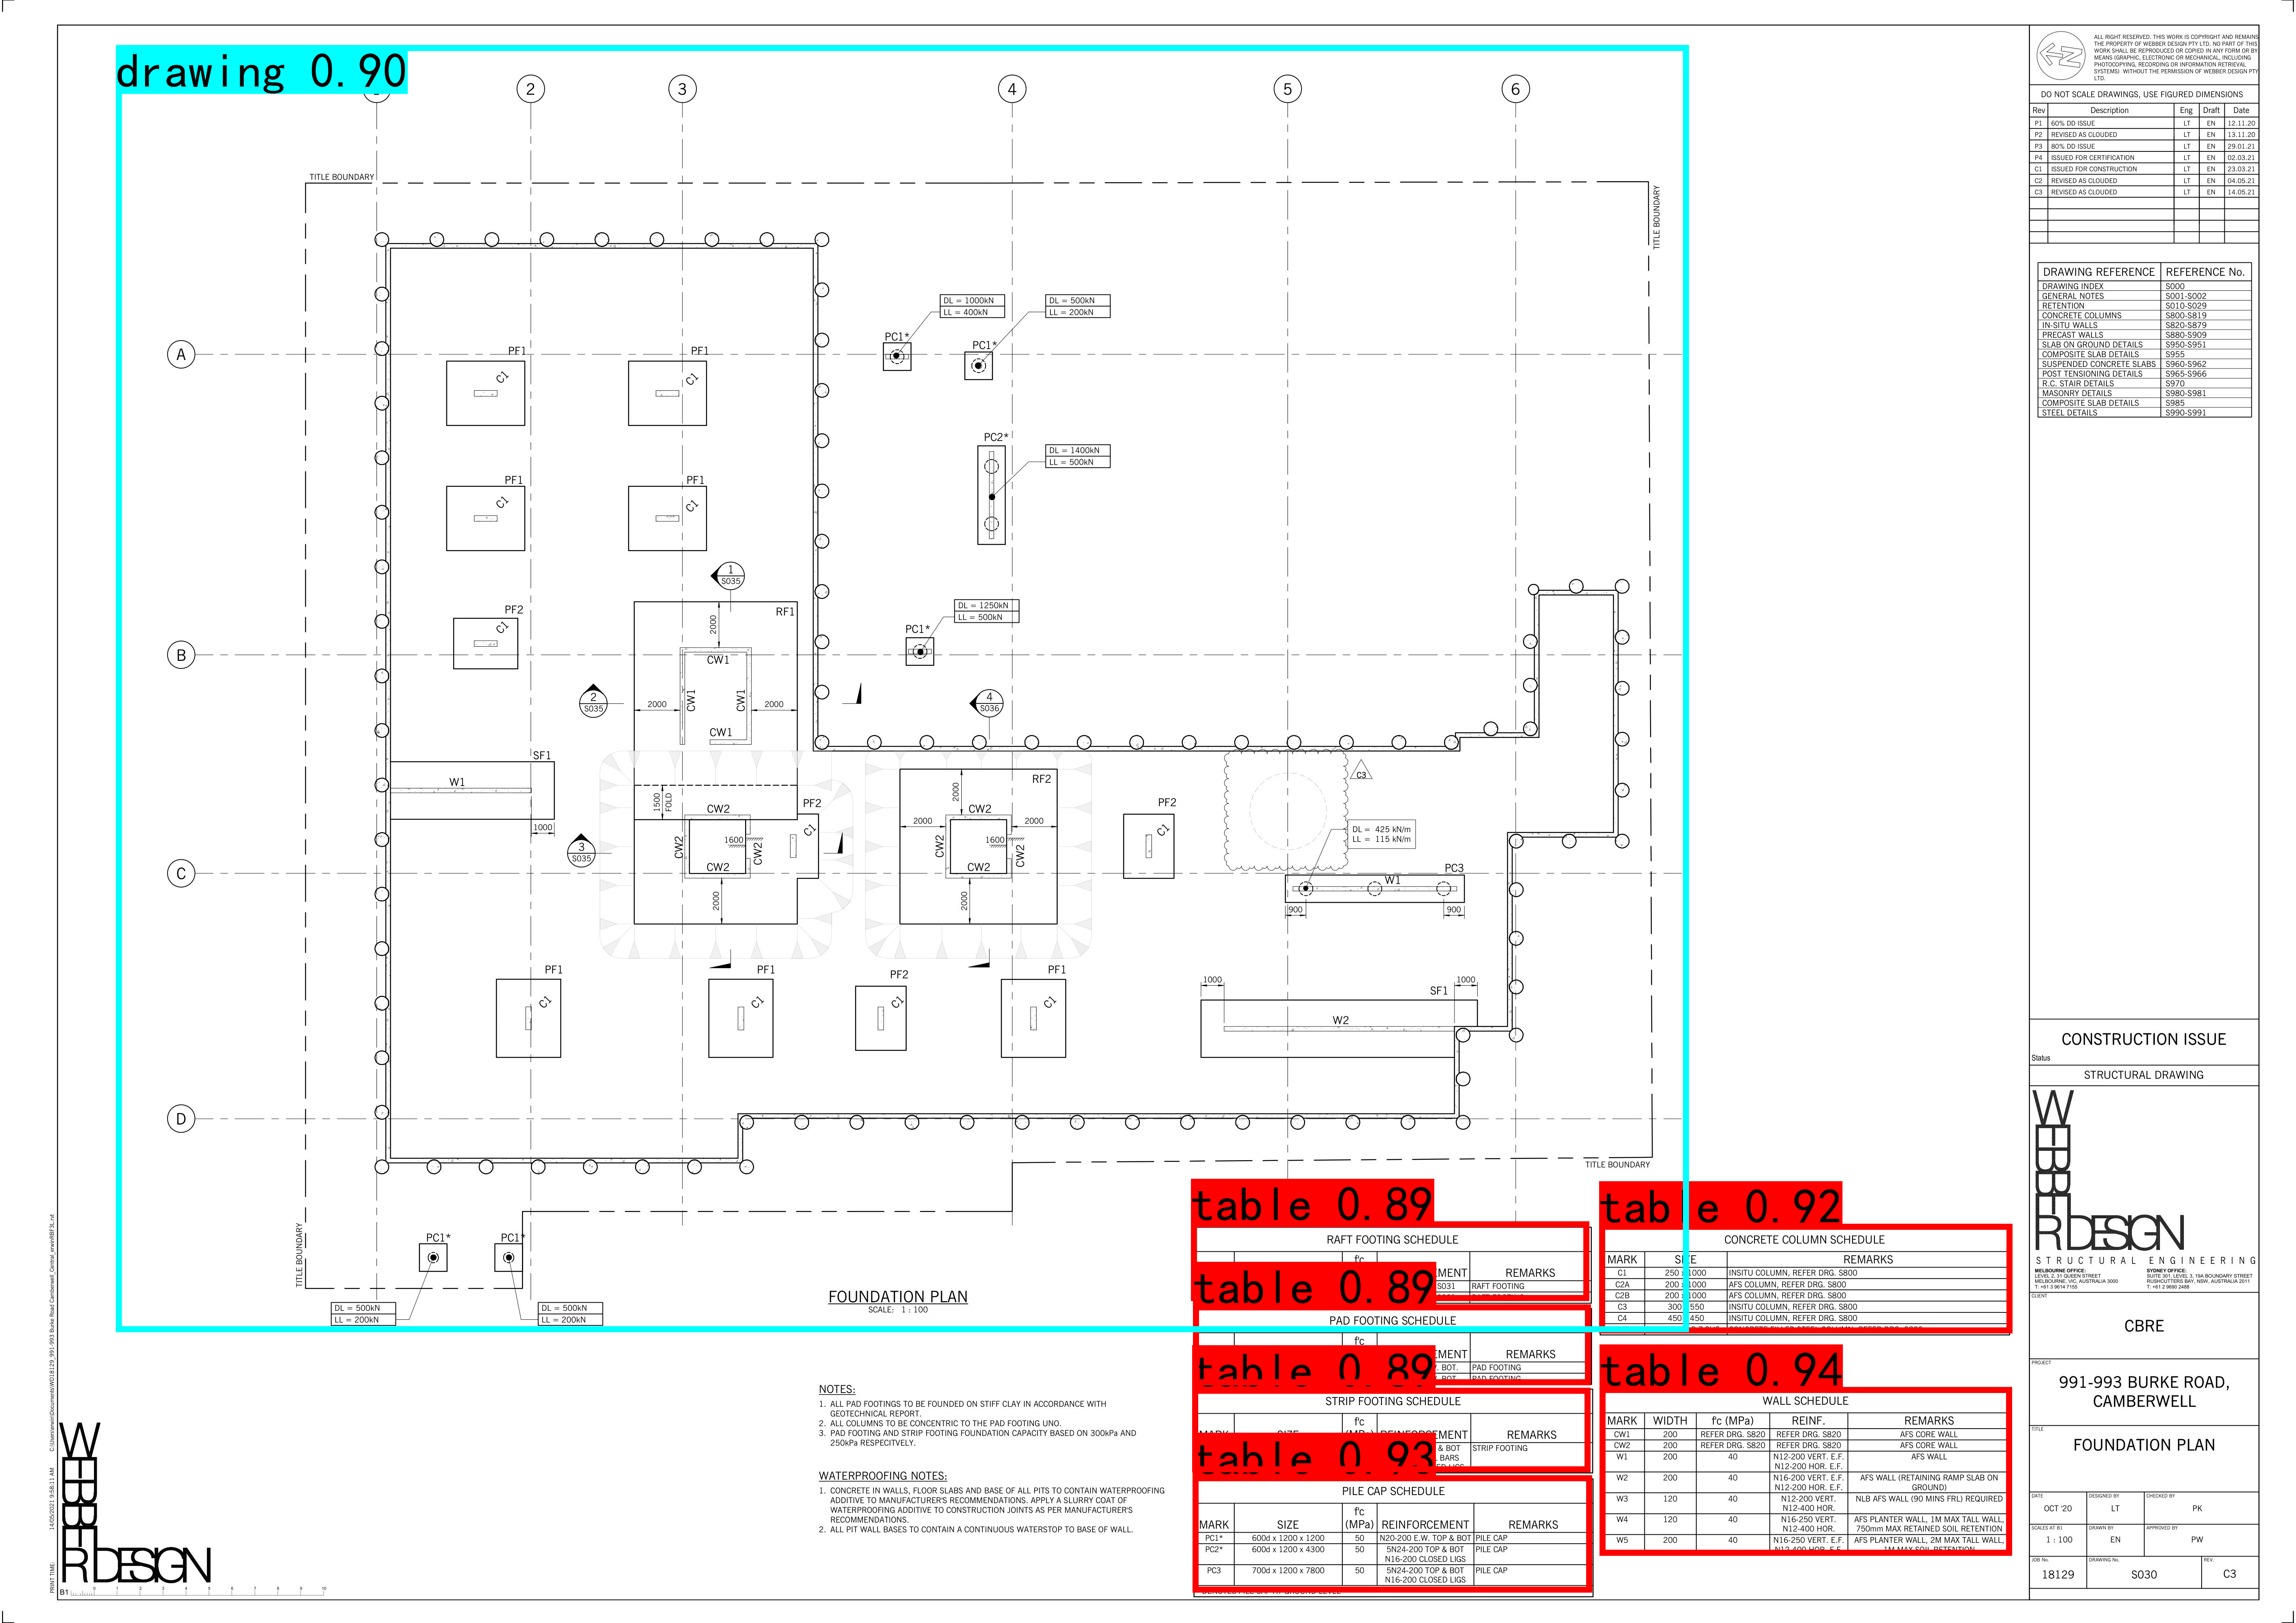 drawing 0.90
2
3
4
5
6
TITLE BOUNDARY
TITLE BOUNDARY
DL = 1000kN
LL = 400kN
DL = 500kN
LL = 200kN
PC1*
PC1*
A
PF1
PF1
C1
C1
PC2*
DL = 1400kN
LL = 500kN
PF1
PF1
C1
C1
1
S035
RF1
2000
PF2
C1
DL = 1250kN
LL = 500kN
PC1*
B
CW1
CW1
CW1
2
S035
2000
2000
4
S036
CW1
SF1
W1
1000
1500
FOLD
CW2
PF2
C1
RF2
2000
CW2
2000
2000
PF2
C1
C3
3
S035
CW2
1600
CW2
CW2
CW2
1600
CW2
CW2
DL = 425 kN/m
LL = 115 kN/m
C
2000
2000
PC3
W1
900
900
PF1
C1
PF1
C1
PF2
C1
PF1
C1
1000
1000
SF1
W2
D
TITLE BOUNDARY
TITLE BOUNDARY
PC1*
PC1*
DL = 500kN
LL = 200kN
DL = 500kN
LL = 200kN
FOUNDATION PLAN
SCALE: 1 : 100
NOTES:
1. ALL PAD FOOTINGS TO BE FOUNDED ON STIFF CLAY IN ACCORDANCE WITH
GEOTECHNICAL REPORT.
2. ALL COLUMNS TO BE CONCENTRIC TO THE PAD FOOTING UNO.
3. PAD FOOTING AND STRIP FOOTING FOUNDATION CAPACITY BASED ON 300kPa AND
250kPa RESPECITVELY.
WATERPROOFING NOTES:
1. CONCRETE IN WALLS, FLOOR SLABS AND BASE OF ALL PITS TO CONTAIN WATERPROOFING
ADDITIVE TO MANUFACTURER'S RECOMMENDATIONS. APPLY A SLURRY COAT OF
WATERPROOFING ADDITIVE TO CONSTRUCTION JOINTS AS PER MANUFACTURER'S
RECOMMENDATIONS.
2. ALL PIT WALL BASES TO CONTAIN A CONTINUOUS WATERSTOP TO BASE OF WALL.
table 0.89
RAFT FOOTING SCHEDULE
f'c
REMARKS
RAFT FOOTING
table 0.89
PAD FOOTING SCHEDULE
f'c
REMARKS
BOT. PAD FOOTING
PAD FOOTING
table 0.89
STRIP FOOTING SCHEDULE
f'c
REMARKS
& BOT STRIP FOOTING
BARS
table 0.93
PILE CAP SCHEDULE
f'c
MARK SIZE (MPa) REINFORCEMENT REMARKS
PC1* 600d x 1200 x 1200 50 N20-200 E.W. TOP & BOT PILE CAP
PC2* 600d x 1200 x 4300 50 5N24-200 TOP & BOT PILE CAP
N16-200 CLOSED LIGS
PC3 700d x 1200 x 7800 50 5N24-200 TOP & BOT PILE CAP
N16-200 CLOSED LIGS
table 0.92
CONCRETE COLUMN SCHEDULE
MARK SIZE REMARKS
C1 250 x 1000 INSITU COLUMN, REFER DRG. S800
C2A 200 x 1000 AFS COLUMN, REFER DRG. S800
C2B 200 x 1000 AFS COLUMN, REFER DRG. S800
C3 300 x 550 INSITU COLUMN, REFER DRG. S800
C4 450 x 450 INSITU COLUMN, REFER DRG. S800
table 0.94
WALL SCHEDULE
MARK WIDTH f'c (MPa) REINF. REMARKS
CW1 200 REFER DRG. S820 REFER DRG. S820 AFS CORE WALL
CW2 200 REFER DRG. S820 REFER DRG. S820 AFS CORE WALL
W1 200 40 N12-200 VERT. E.F. AFS WALL
N12-200 HOR. E.F.
W2 200 40 N16-200 VERT. E.F. AFS WALL (RETAINING RAMP SLAB ON
N12-200 HOR. E.F. GROUND)
W3 120 40 N12-200 VERT. NLB AFS WALL (90 MINS FRL) REQUIRED
N12-400 HOR.
W4 120 40 N16-250 VERT. AFS PLANTER WALL, 1M MAX TALL WALL,
N12-400 HOR. 750mm MAX RETAINED SOIL RETENTION
W5 200 40 N16-250 VERT. E.F. AFS PLANTER WALL, 2M MAX TALL WALL,
N12-400 HOR. E.F. 1M MAX SOIL RETENTION
ALL RIGHT RESERVED. THIS WORK IS COPYRIGHT AND REMAINS
THE PROPERTY OF WEBBER DESIGN PTY LTD. NO PART OF THIS
WORK SHALL BE REPRODUCED OR COPIED IN ANY FORM OR BY
MEANS (GRAPHIC, ELECTRONIC OR MECHANICAL, INCLUDING
PHOTOCOPYING, RECORDING OR INFORMATION RETRIEVAL
SYSTEMS) WITHOUT THE PERMISSION OF WEBBER DESIGN PTY
LTD.
DO NOT SCALE DRAWINGS, USE FIGURED DIMENSIONS
Rev Description Eng Draft Date
P1 60% DD ISSUE LT EN 12.11.20
P2 REVISED AS CLOUDED LT EN 13.11.20
P3 80% DD ISSUE LT EN 29.01.21
P4 ISSUED FOR CERTIFICATION LT EN 02.03.21
C1 ISSUED FOR CONSTRUCTION LT EN 23.03.21
C2 REVISED AS CLOUDED LT EN 04.05.21
C3 REVISED AS CLOUDED LT EN 14.05.21
DRAWING REFERENCE REFERENCE No.
DRAWING INDEX S000
GENERAL NOTES S001-S002
RETENTION S010-S029
CONCRETE COLUMNS S800-S819
IN-SITU WALLS S820-S879
PRECAST WALLS S880-S909
SLAB ON GROUND DETAILS S950-S951
COMPOSITE SLAB DETAILS S955
SUSPENDED CONCRETE SLABS S960-S962
POST TENSIONING DETAILS S965-S966
R.C. STAIR DETAILS S970
MASONRY DETAILS S980-S981
COMPOSITE SLAB DETAILS S985
STEEL DETAILS S990-S991
CONSTRUCTION ISSUE
Status
STRUCTURAL DRAWING
WEBBER DESIGN
STRUCTURAL ENGINEERING
MELBOURNE OFFICE: SYDNEY OFFICE:
LEVEL 2, 31 QUEEN STREET SUITE 301, LEVEL 3, 19A BOUNDARY STREET
MELBOURNE, VIC, AUSTRALIA 3000 RUSHCUTTERS BAY, NSW, AUSTRALIA 2011
T: +61 3 9614 7155 T: +61 2 9690 2488
CLIENT
CBRE
PROJECT
991-993 BURKE ROAD,
CAMBERWELL
TITLE
FOUNDATION PLAN
DATE DESIGNED BY CHECKED BY
OCT '20 LT PK
SCALES AT B1 DRAWN BY APPROVED BY
1 : 100 EN PW
JOB No. DRAWING No. REV.
18129 S030 C3
WEBBER DESIGN
B1
PRINT TIME: 14/05/2021 9:58:11 AM